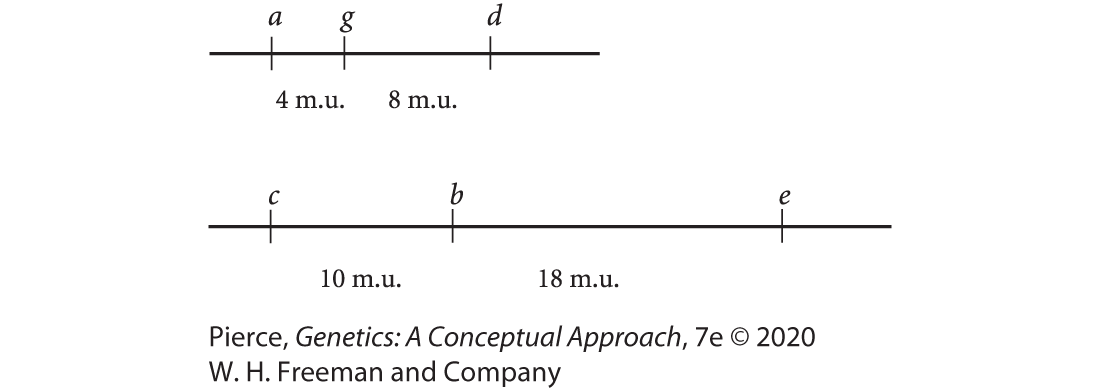 a g d
4 m.u. 8 m.u.
c b e
10 m.u. 18 m.u.
Pierce, Genetics: A Conceptual Approach, 7e © 2020
W. H. Freeman and Company